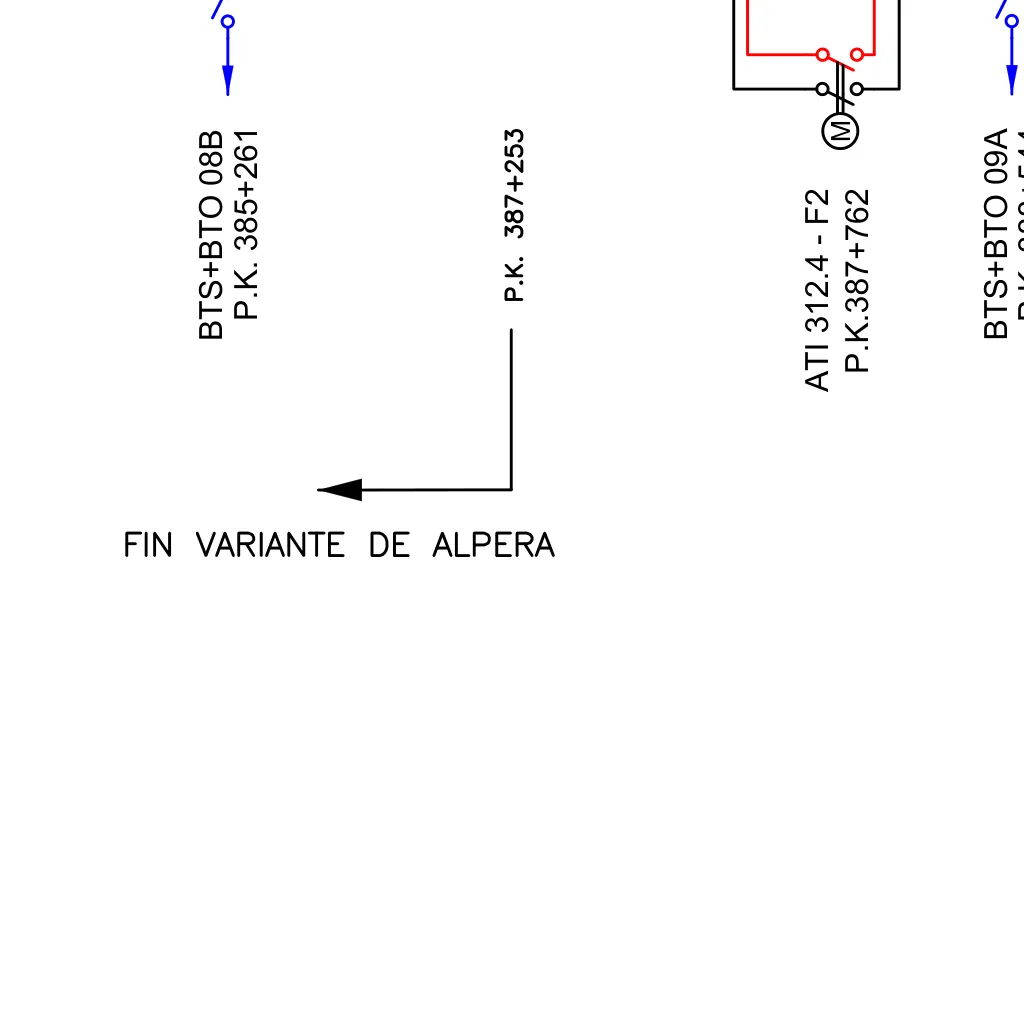 BTS+BTO 08B
P.K. 385+261
P.K. 387+253
M
ATI 312.4 - F2
P.K.387+762
BTS+BTO 09A
FIN VARIANTE DE ALPERA